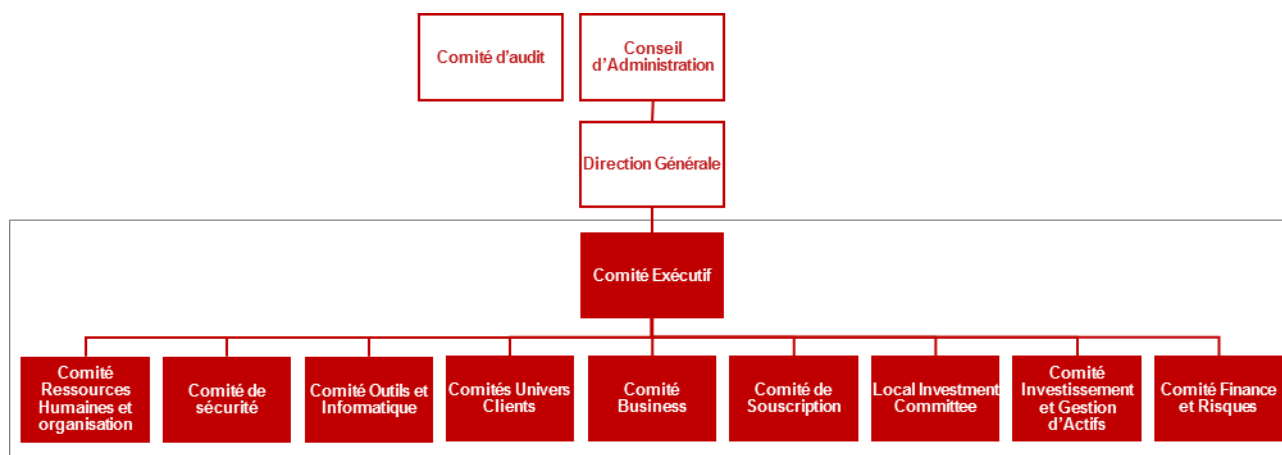 Comité d'audit
Conseil
d'Administration
Direction Générale
Comité Exécutif
Comité
Ressources
Humaines et
organisation
Comité de
sécurité
Comité Outils et
Informatique
Comités Univers
Clients
Comité
Business
Comité de
Souscription
Local Investment
Committee
Comité
Investissement
et Gestion
d'Actifs
Comité Finance
et Risques